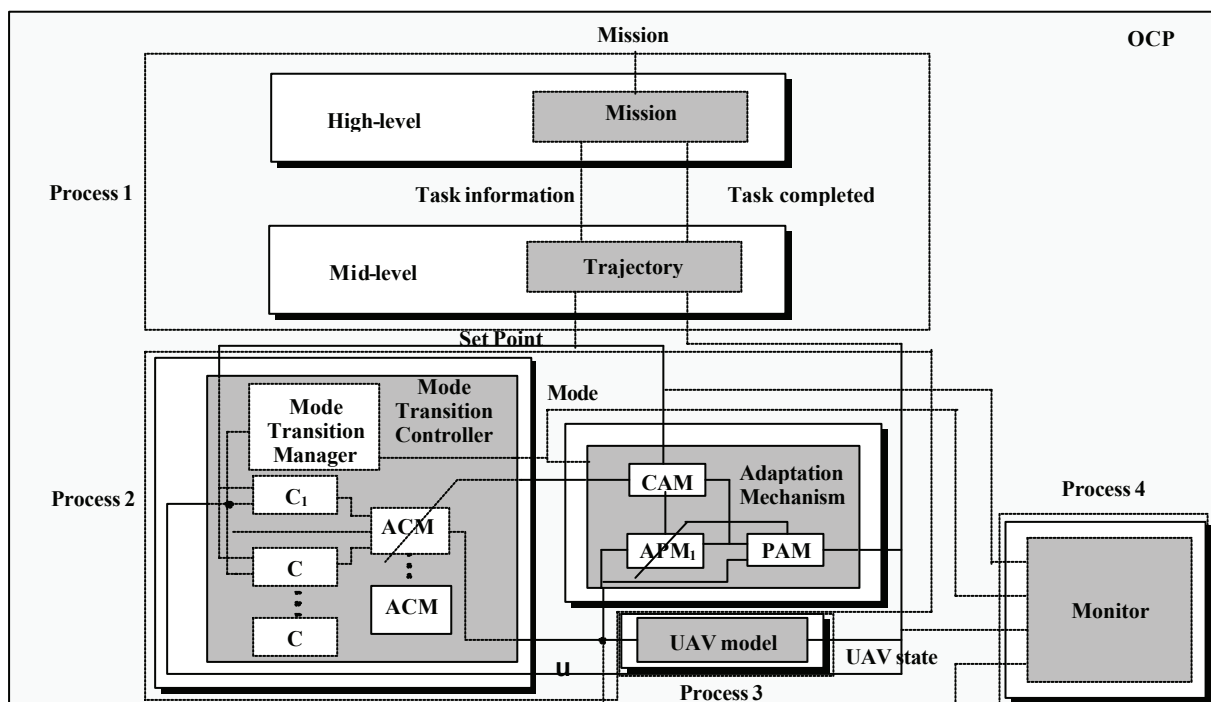 Mission
OCP
Mission
High-level
Process 1
Task information
Task completed
Trajectory
Mid-level
Set Point
Mode
Transition
Manager
Mode
Transition
Controller
Mode
CAM
Adaptation
Mechanism
Process 2
C₁
ACM
APM₁
PAM
C
ACM
C
Process 4
Monitor
UAV model
UAV state
u
Process 3